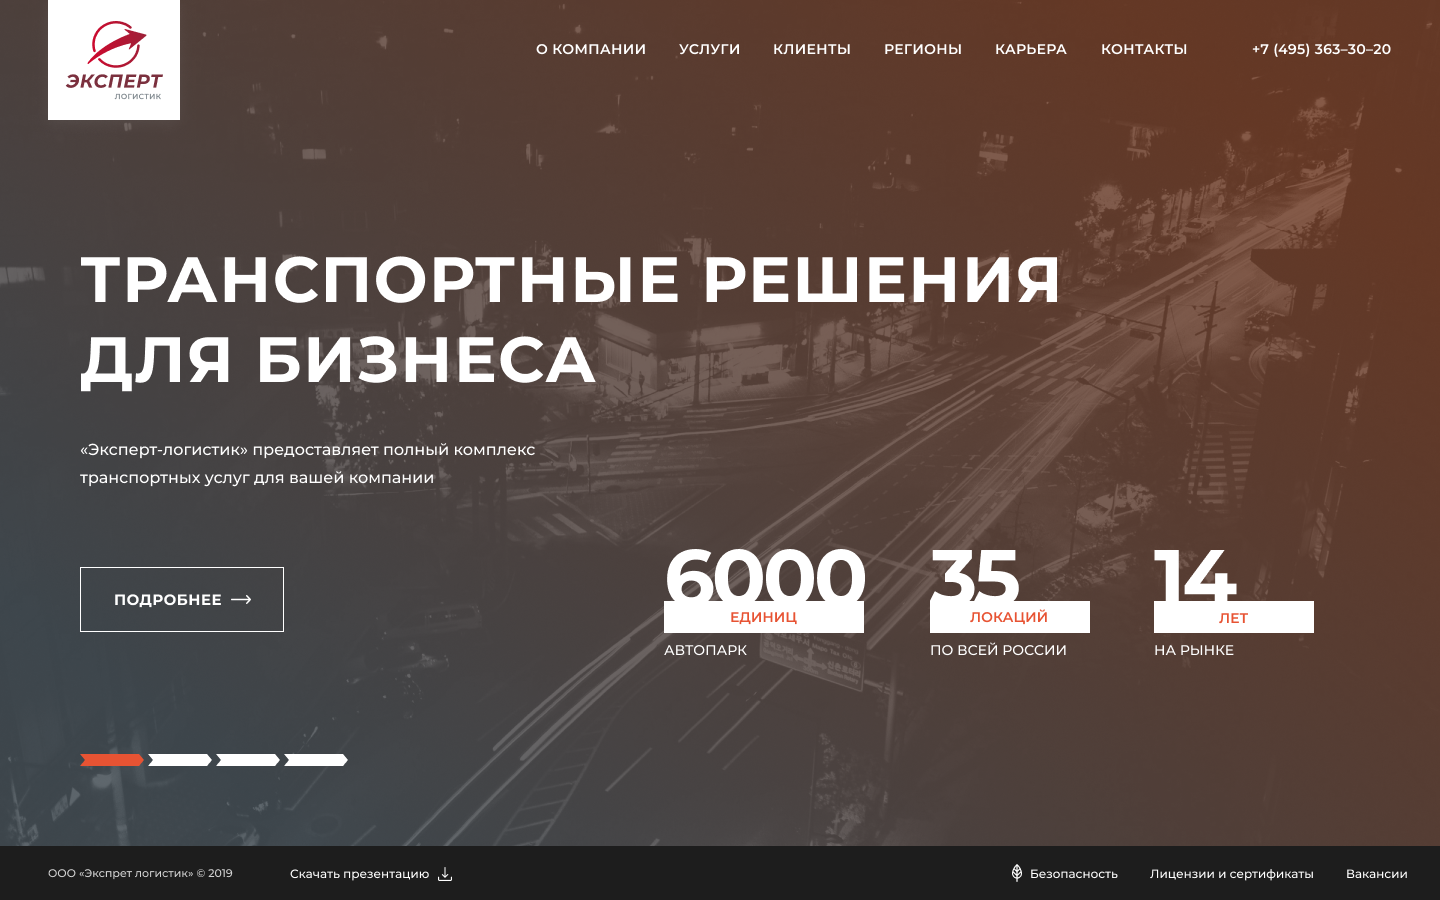 ЭКСПЕРТ
ЛОГИСТИК
О КОМПАНИИ УСЛУГИ КЛИЕНТЫ РЕГИОНЫ КАРЬЕРА КОНТАКТЫ +7 (495) 363–30–20
ТРАНСПОРТНЫЕ РЕШЕНИЯ
ДЛЯ БИЗНЕСА
«Эксперт-логистик» предоставляет полный комплекс
транспортных услуг для вашей компании
ПОДРОБНЕЕ
6000
ЕДИНИЦ
АВТОПАРК
35
ЛОКАЦИЙ
ПО ВСЕЙ РОССИИ
14
ЛЕТ
НА РЫНКЕ
ООО «Экспрет логистик» © 2019
Скачать презентацию
Безопасность
Лицензии и сертификаты
Вакансии